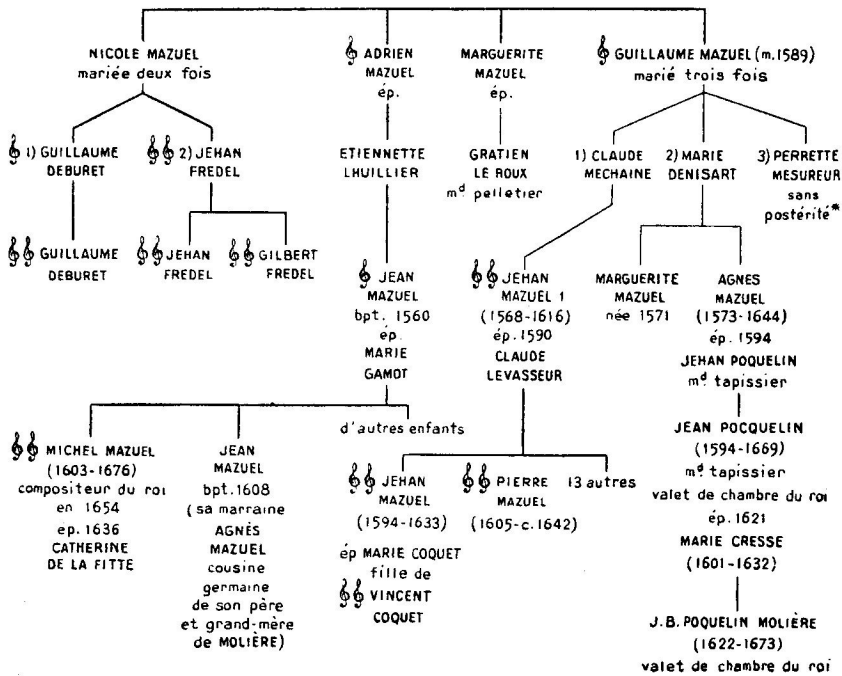 NICOLE MAZUEL
mariée deux fois
ADRIEN
MAZUEL
ép.
MARGUERITE
MAZUEL
ép.
GUILLAUME MAZUEL (m.1589)
marié trois fois
1) GUILLAUME
DEBURET
2) JEHAN
FREDEL
ETIENNETTE
LHUILLIER
GRATIEN
LE ROUX
md pelletier
1) CLAUDE
MECHAINE
2) MARIE
DENISART
3) PERRETTE
MESUREUR
sans
postérité*
GUILLAUME
DEBURET
JEHAN
FREDEL
GILBERT
FREDEL
JEAN
MAZUEL
bpt. 1560
ép.
MARIE
GAMOT
JEHAN
MAZUEL 1
(1568-1616)
ép. 1590
CLAUDE
LEVASSEUR
MARGUERITE
MAZUEL
née 1571
AGNES
MAZUEL
(1573-1644)
ép. 1594
JEHAN POQUELIN
md tapissier
MICHEL MAZUEL
(1603-1676)
compositeur du roi
en 1654
ep. 1636
CATHERINE
DE LA FITTE
JEAN
MAZUEL
bpt. 1608
(sa marraine
AGNÈS
MAZUEL
cousine
germaine
de son père
et grand-mère
de MOLIÈRE)
d'autres enfants
JEHAN
MAZUEL
(1594-1633)
ép MARIE COQUET
fille de
VINCENT
COQUET
PIERRE
MAZUEL
(1605-c.1642)
13 autres
JEAN POCQUELIN
(1594-1669)
md tapissier
valet de chambre du roi
ép. 1621
MARIE CRESSE
(1601-1632)
J.B. POQUELIN MOLIÈRE
(1622-1673)
valet de chambre du roi